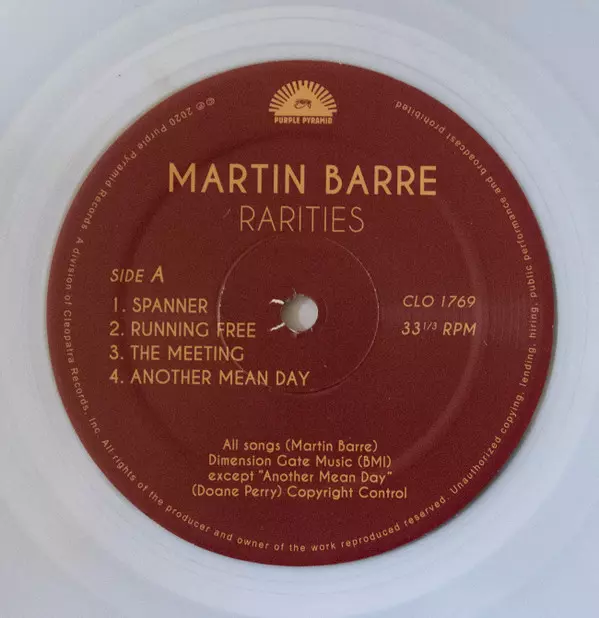 PURPLE PYRAMID
MARTIN BARRE
RARITIES
SIDE A
1. SPANNER
2. RUNNING FREE
3. THE MEETING
4. ANOTHER MEAN DAY
CLO 1769
33 1/3 RPM
All songs (Martin Barre)
Dimension Gate Music (BMI)
except "Another Mean Day"
(Doane Perry) Copyright Control
℗© 2020 Purple Pyramid Records. A division of Cleopatra Records, Inc. All rights of the producer and owner of the work reproduced reserved. Unauthorized copying, lending, hiring, public performance and broadcast prohibited